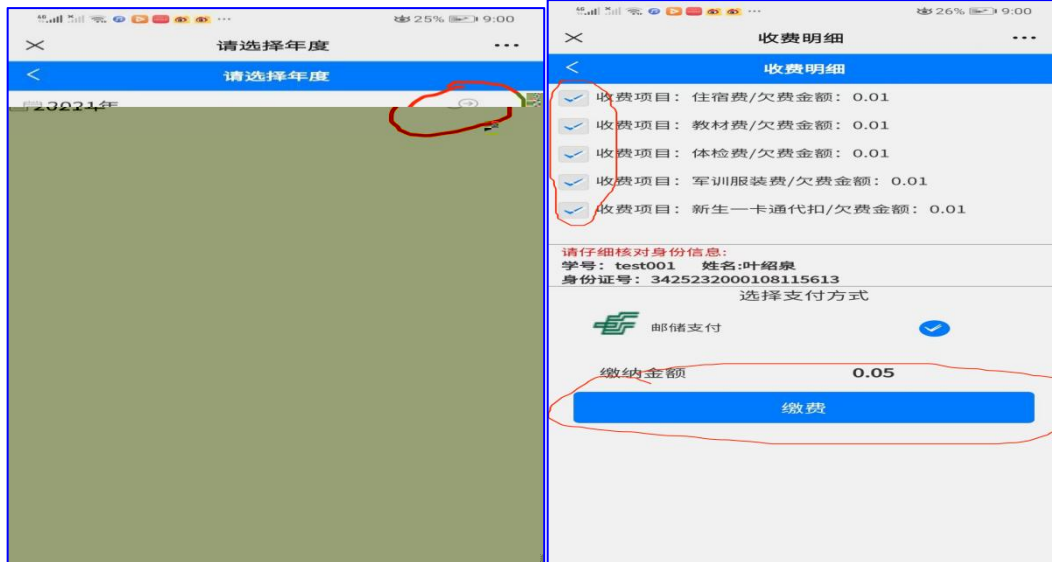 25% 9:00
请选择年度
请选择年度
2021年
26% 9:00
收费明细
收费明细
收费项目：住宿费/欠费金额：0.01
收费项目：教材费/欠费金额：0.01
收费项目：体检费/欠费金额：0.01
收费项目：军训服装费/欠费金额：0.01
收费项目：新生一卡通代扣/欠费金额：0.01
请仔细核对身份信息:
学号：test001 姓名:叶绍泉
身份证号：3425232000108115613
选择支付方式
邮储支付
缴纳金额 0.05
缴费